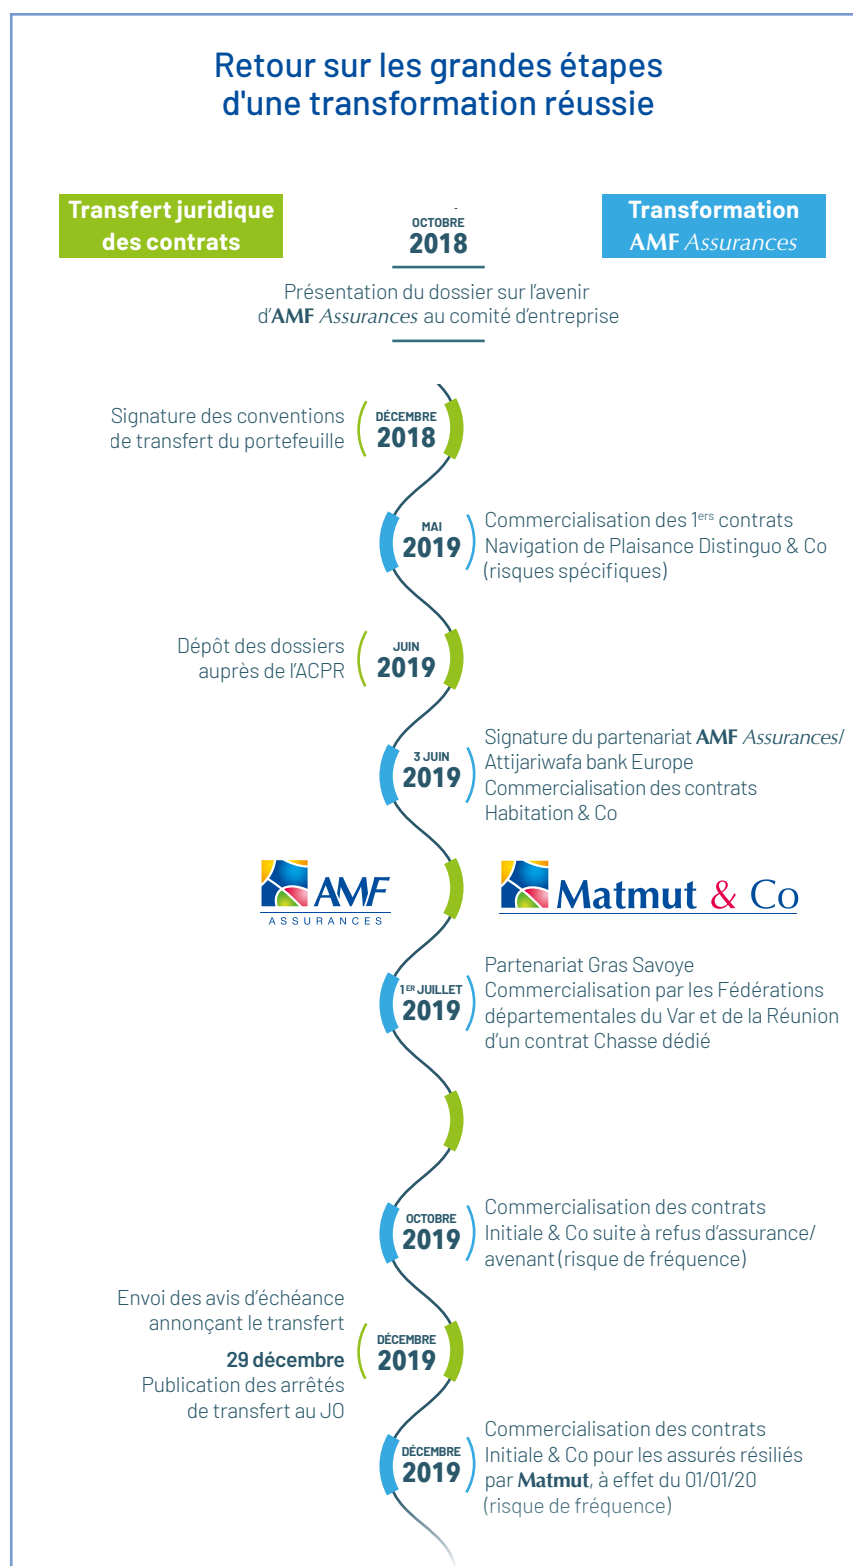 Retour sur les grandes étapes
d'une transformation réussie
Transfert juridique
des contrats
OCTOBRE
2018
Transformation
AMF Assurances
Présentation du dossier sur l'avenir
d'AMF Assurances au comité d'entreprise
Signature des conventions
de transfert du portefeuille
DÉCEMBRE
2018
MAI
2019
Commercialisation des 1ers contrats
Navigation de Plaisance Distinguo & Co
(risques spécifiques)
Dépôt des dossiers
auprès de l'ACPR
JUIN
2019
3 JUIN
2019
Signature du partenariat AMF Assurances/
Attijariwafa bank Europe
Commercialisation des contrats
Habitation & Co
AMF
ASSURANCES
Matmut & Co
1ER JUILLET
2019
Partenariat Gras Savoye
Commercialisation par les Fédérations
départementales du Var et de la Réunion
d'un contrat Chasse dédié
OCTOBRE
2019
Commercialisation des contrats
Initiale & Co suite à refus d'assurance/
avenant (risque de fréquence)
Envoi des avis d'échéance
annonçant le transfert
29 décembre
Publication des arrêtés
de transfert au JO
DÉCEMBRE
2019
DÉCEMBRE
2019
Commercialisation des contrats
Initiale & Co pour les assurés résiliés
par Matmut, à effet du 01/01/20
(risque de fréquence)